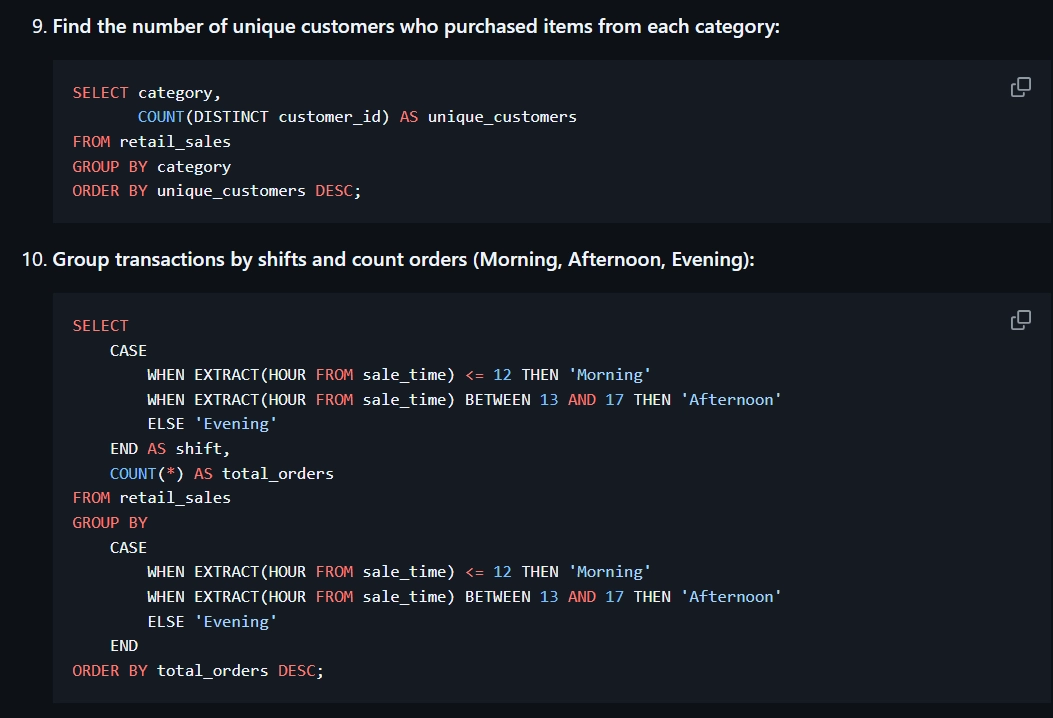 9. Find the number of unique customers who purchased items from each category:
SELECT category,
       COUNT(DISTINCT customer_id) AS unique_customers
FROM retail_sales
GROUP BY category
ORDER BY unique_customers DESC;
10. Group transactions by shifts and count orders (Morning, Afternoon, Evening):
SELECT
    CASE
        WHEN EXTRACT(HOUR FROM sale_time) <= 12 THEN 'Morning'
        WHEN EXTRACT(HOUR FROM sale_time) BETWEEN 13 AND 17 THEN 'Afternoon'
        ELSE 'Evening'
    END AS shift,
    COUNT(*) AS total_orders
FROM retail_sales
GROUP BY
    CASE
        WHEN EXTRACT(HOUR FROM sale_time) <= 12 THEN 'Morning'
        WHEN EXTRACT(HOUR FROM sale_time) BETWEEN 13 AND 17 THEN 'Afternoon'
        ELSE 'Evening'
    END
ORDER BY total_orders DESC;